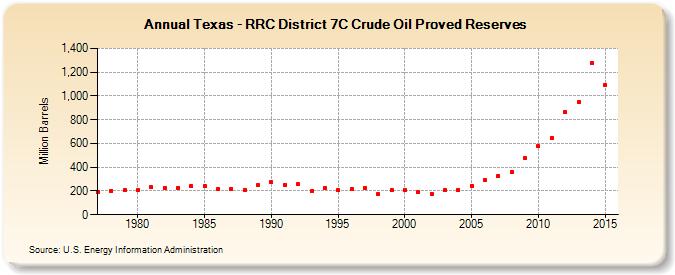 Annual Texas - RRC District 7C Crude Oil Proved Reserves
Million Barrels
1,400
1,200
1,000
800
600
400
200
0
1980 1985 1990 1995 2000 2005 2010 2015
Source: U.S. Energy Information Administration